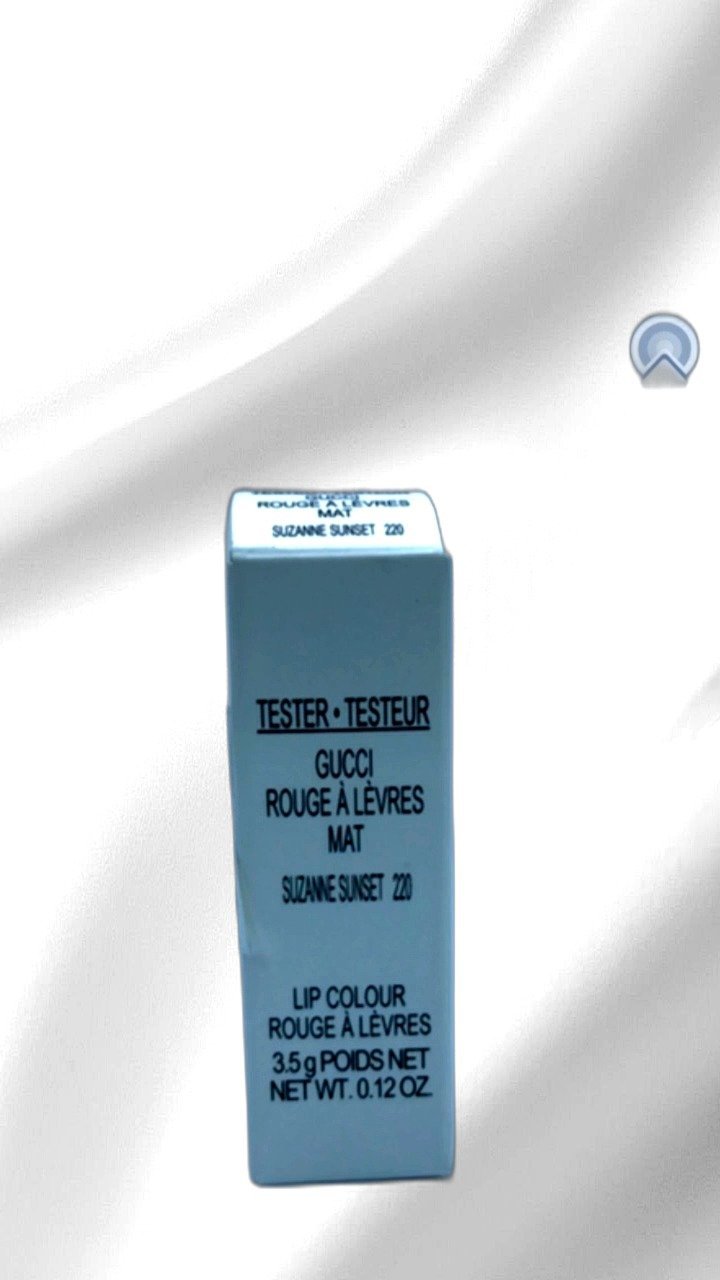 GUCCI
ROUGE À LÈVRES
MAT
SUZANNE SUNSET 220
TESTER • TESTEUR
GUCCI
ROUGE À LÈVRES
MAT
SUZANNE SUNSET 220
LIP COLOUR
ROUGE À LÈVRES
3.5 g POIDS NET
NET WT. 0.12 OZ.